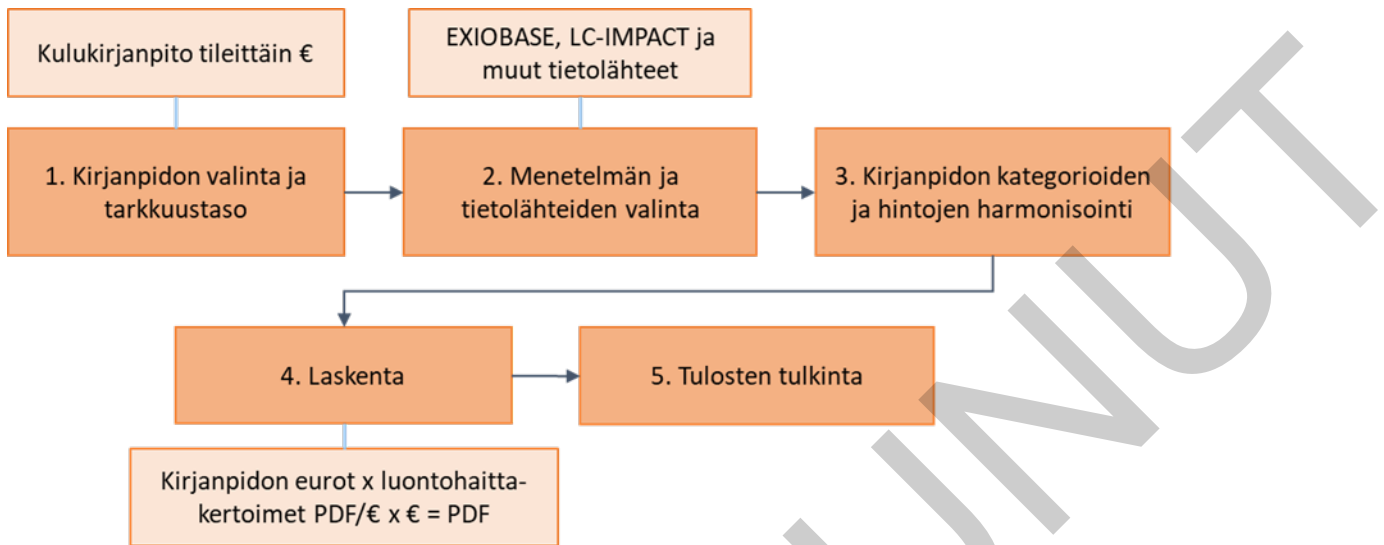 Kulukirjanpito tileittäin €
EXIOBASE, LC-IMPACT ja
muut tietolähteet
1. Kirjanpidon valinta ja
tarkkuustaso
2. Menetelmän ja
tietolähteiden valinta
3. Kirjanpidon kategorioiden
ja hintojen harmonisointi
4. Laskenta
5. Tulosten tulkinta
Kirjanpidon eurot x luontohaitta-
kertoimet PDF/€ x € = PDF
UNUT